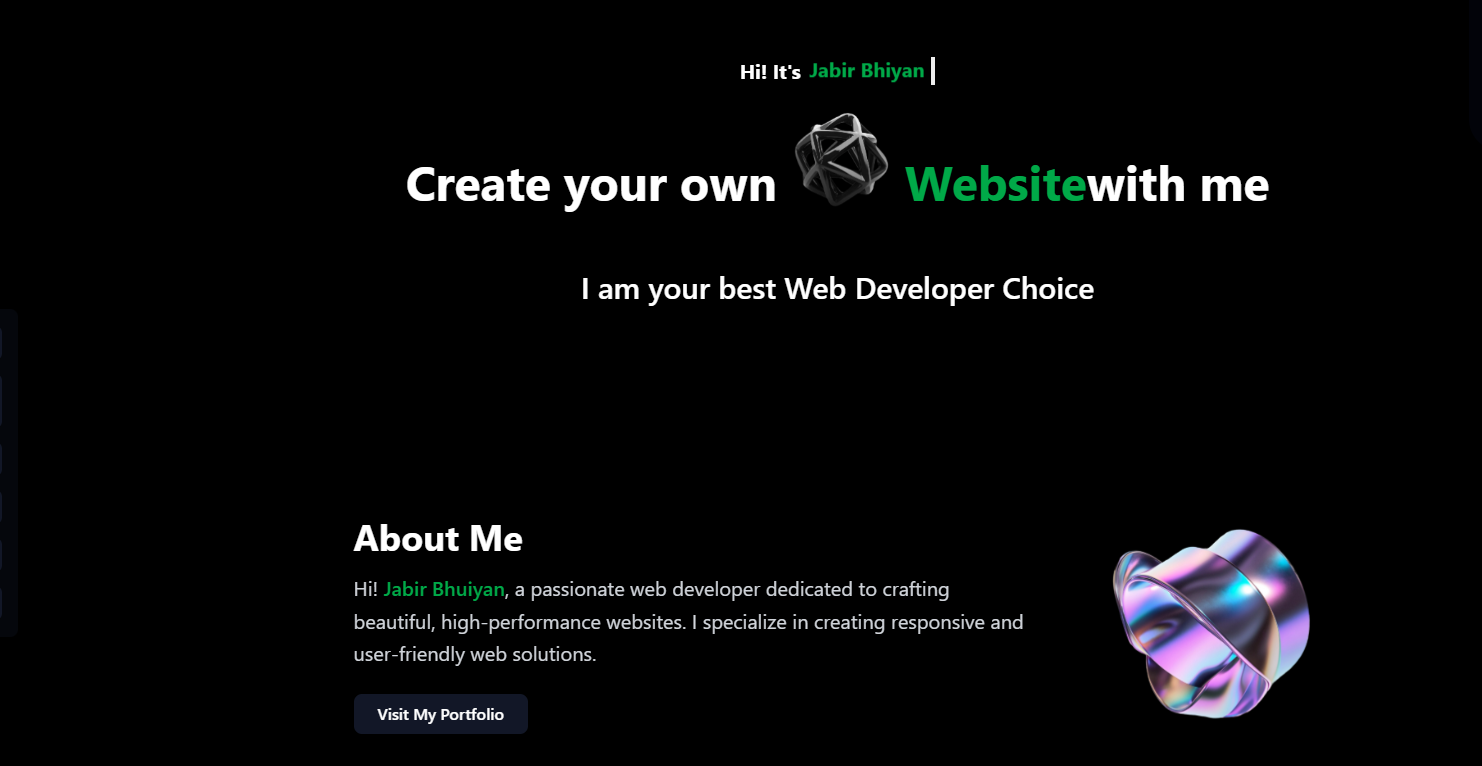 Hi! It's Jabir Bhiyan
Create your own Websitewith me
I am your best Web Developer Choice
About Me
Hi! Jabir Bhuiyan, a passionate web developer dedicated to crafting
beautiful, high-performance websites. I specialize in creating responsive and
user-friendly web solutions.
Visit My Portfolio